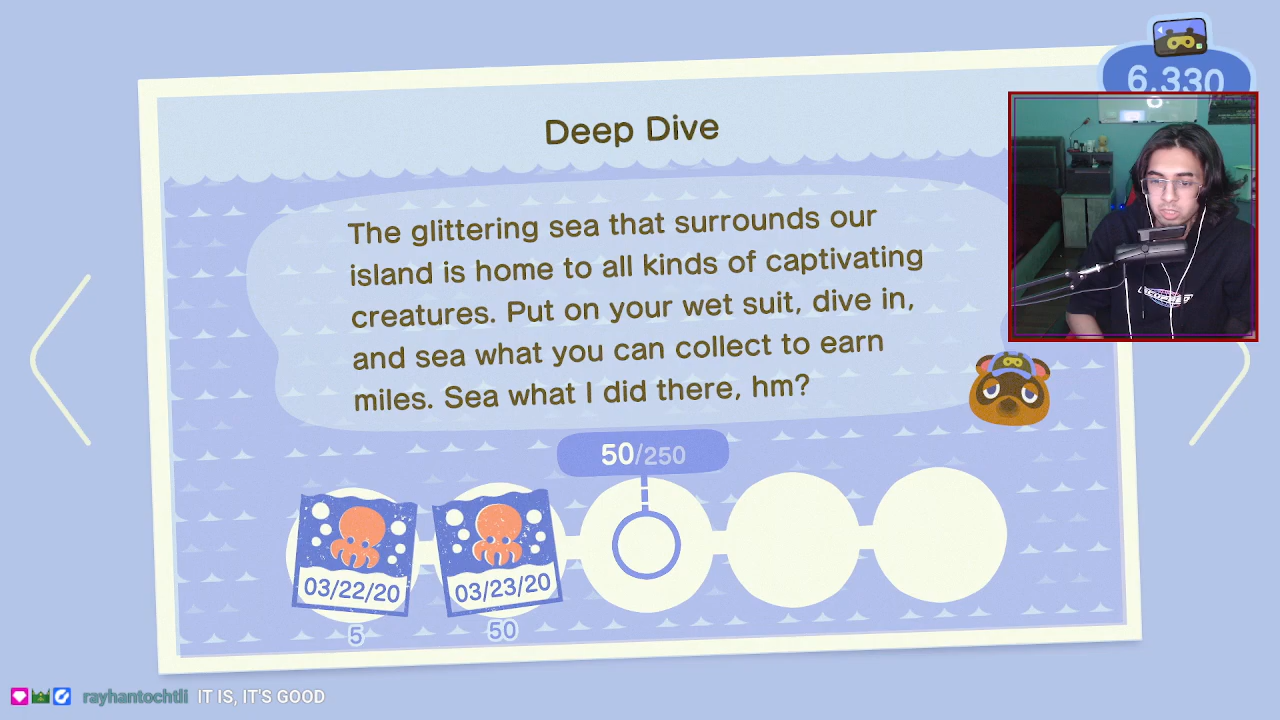 6,330
Deep Dive
The glittering sea that surrounds our
island is home to all kinds of captivating
creatures. Put on your wet suit, dive in,
and sea what you can collect to earn
miles. Sea what I did there, hm?
50/250
03/22/20
03/23/20
5
50
rayhantochtli IT IS, IT'S GOOD